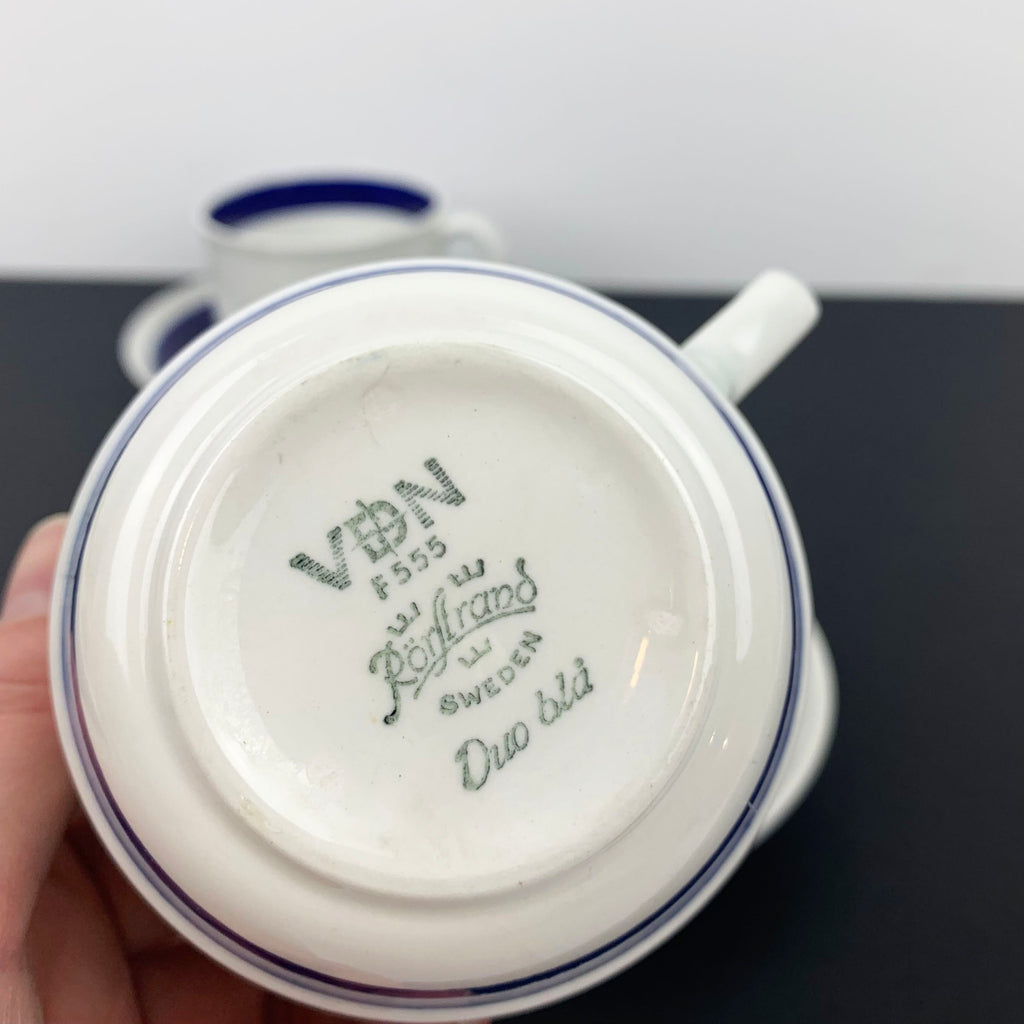 VDN
F555
Rörstrand
SWEDEN
Duo blå